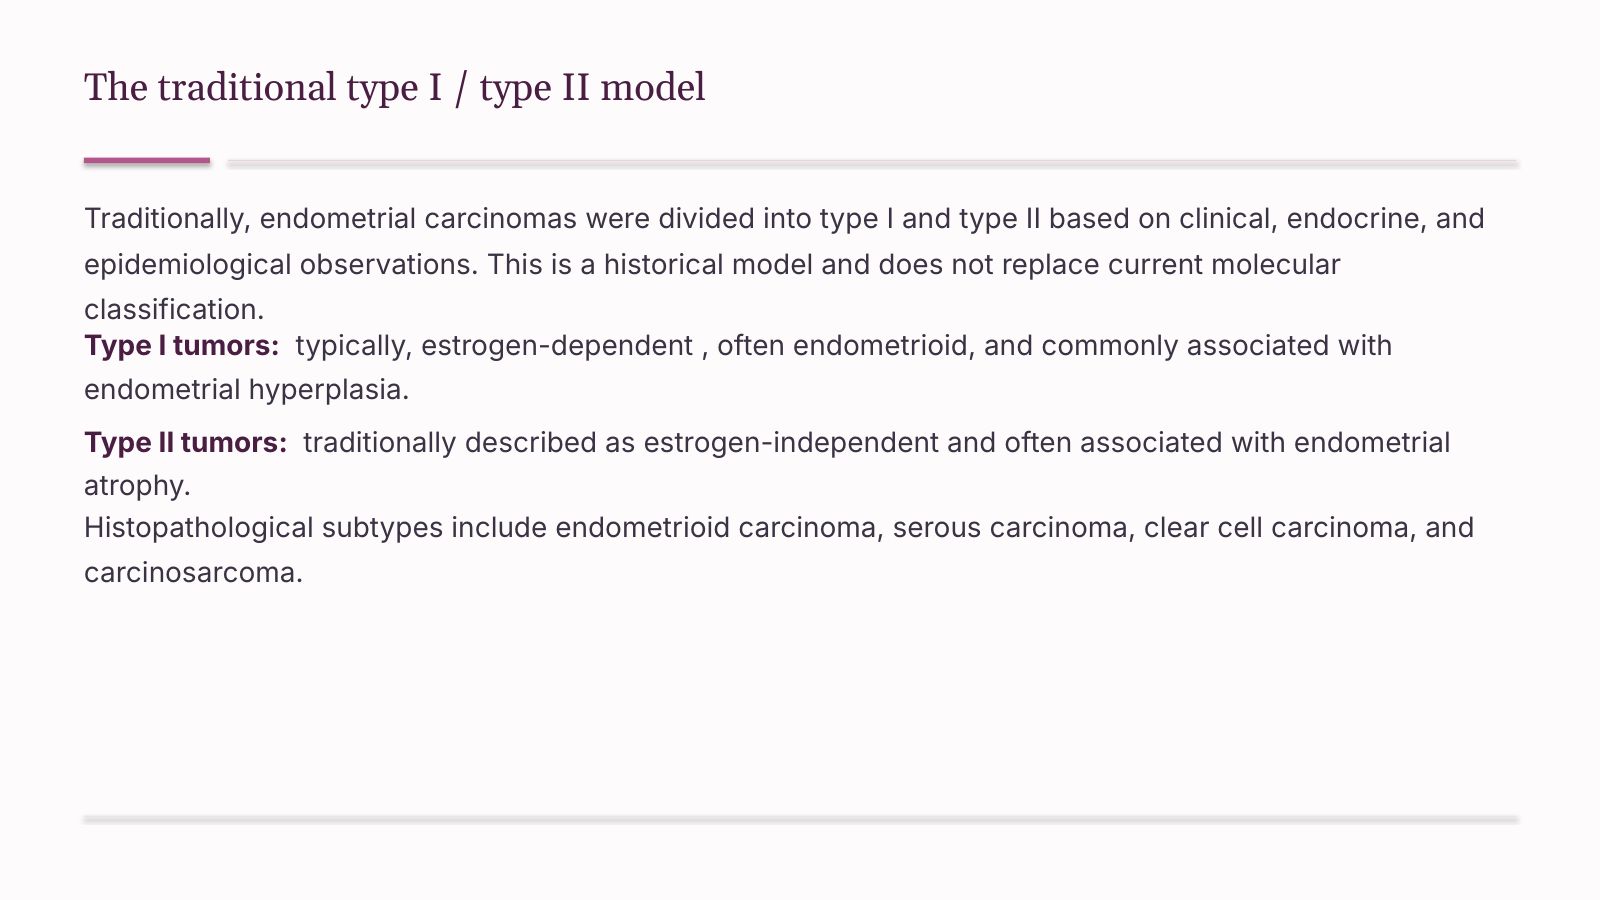 The traditional type I / type II model
Traditionally, endometrial carcinomas were divided into type I and type II based on clinical, endocrine, and
epidemiological observations. This is a historical model and does not replace current molecular
classification.
Type I tumors: typically, estrogen-dependent , often endometrioid, and commonly associated with
endometrial hyperplasia.
Type II tumors: traditionally described as estrogen-independent and often associated with endometrial
atrophy.
Histopathological subtypes include endometrioid carcinoma, serous carcinoma, clear cell carcinoma, and
carcinosarcoma.